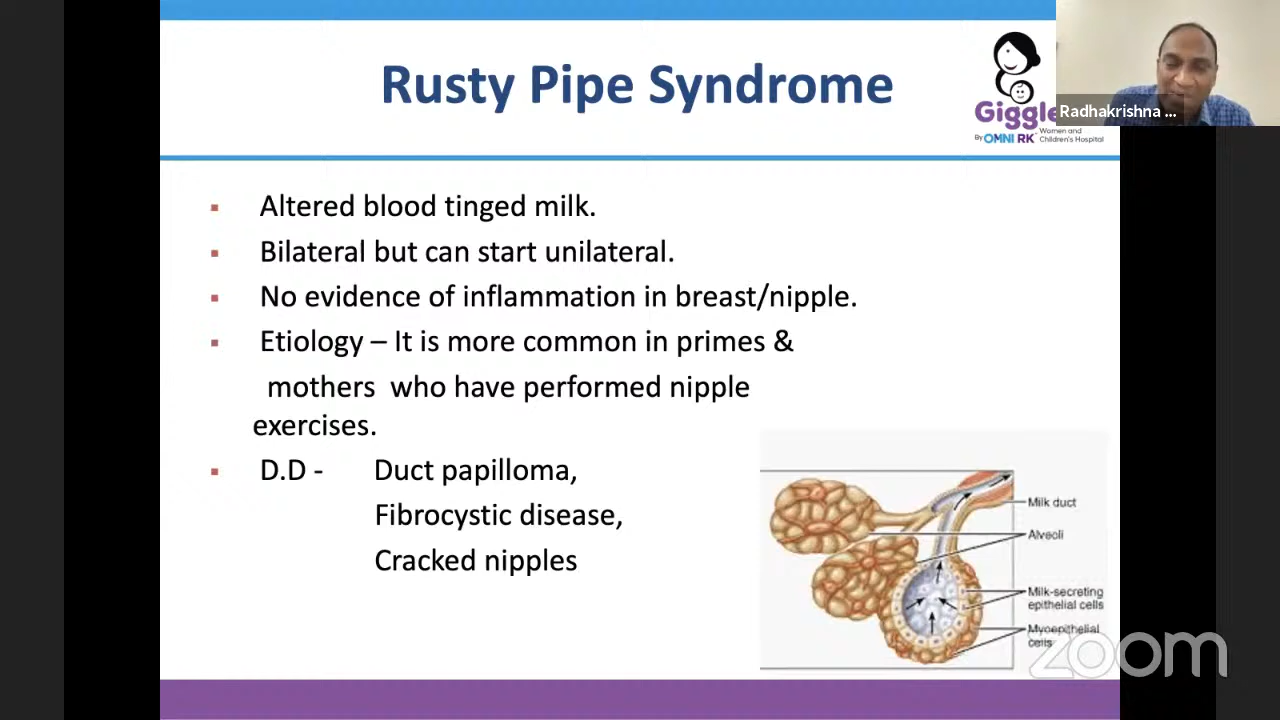 Rusty Pipe Syndrome
Giggle
By OMNI RK Women and
Children's Hospital
Radhakrishna ...
▪ Altered blood tinged milk.
▪ Bilateral but can start unilateral.
▪ No evidence of inflammation in breast/nipple.
▪ Etiology – It is more common in primes &
mothers who have performed nipple
exercises.
▪ D.D - Duct papilloma,
Fibrocystic disease,
Cracked nipples
Milk duct
Alveoli
Milk-secreting
epithelial cells
Myoepithelial
cells
zoom